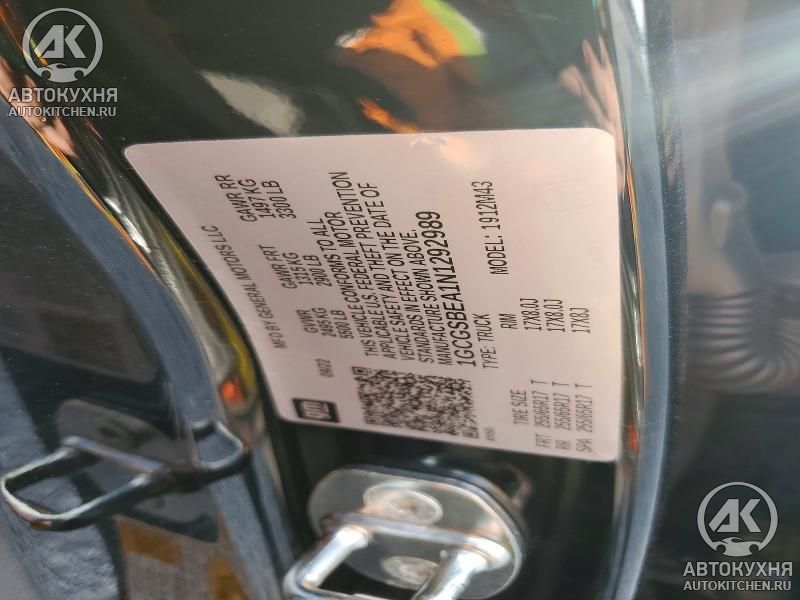 АК
АВТОКУХНЯ
AUTOKITCHEN.RU
MFD BY GENERAL MOTORS LLC
09/22 GVWR GAWR FRT GAWR RR
2495 KG 1315 KG 1497 KG
5500 LB 2900 LB 3300 LB
THIS VEHICLE CONFORMS TO ALL
APPLICABLE U.S. FEDERAL MOTOR
VEHICLE SAFETY AND THEFT PREVENTION
STANDARDS IN EFFECT ON THE DATE OF
MANUFACTURE SHOWN ABOVE.
1GCGSBEA1N1292989
TYPE: TRUCK MODEL: 1912M43
TIRE SIZE RIM
FRT 255/65R17 T 17X8.0J
RR 255/65R17 T 17X8.0J
SPA 255/65R17 T 17X8J
gm
АК
АВТОКУХНЯ
AUTOKITCHEN.RU